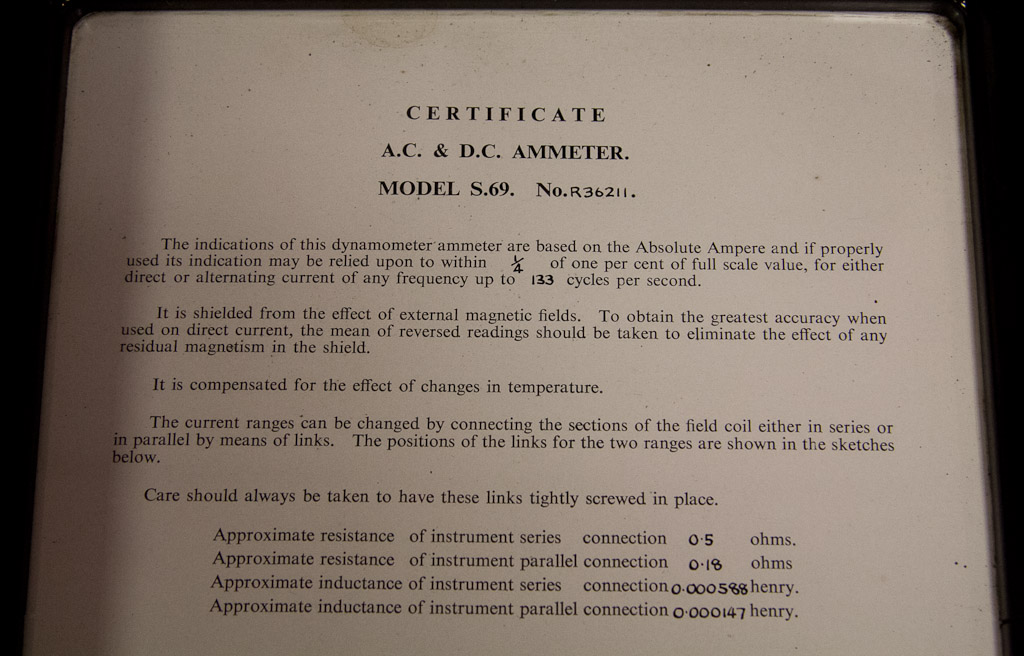 CERTIFICATE
A.C. & D.C. AMMETER.
MODEL S.69. No. R36211.
The indications of this dynamometer ammeter are based on the Absolute Ampere and if properly
used its indication may be relied upon to within ¼ of one per cent of full scale value, for either
direct or alternating current of any frequency up to 133 cycles per second.
It is shielded from the effect of external magnetic fields. To obtain the greatest accuracy when
used on direct current, the mean of reversed readings should be taken to eliminate the effect of any
residual magnetism in the shield.
It is compensated for the effect of changes in temperature.
The current ranges can be changed by connecting the sections of the field coil either in series or
in parallel by means of links. The positions of the links for the two ranges are shown in the sketches
below.
Care should always be taken to have these links tightly screwed in place.
Approximate resistance of instrument series connection 0·5 ohms.
Approximate resistance of instrument parallel connection 0·18 ohms
Approximate inductance of instrument series connection 0·000588 henry.
Approximate inductance of instrument parallel connection 0·000147 henry.